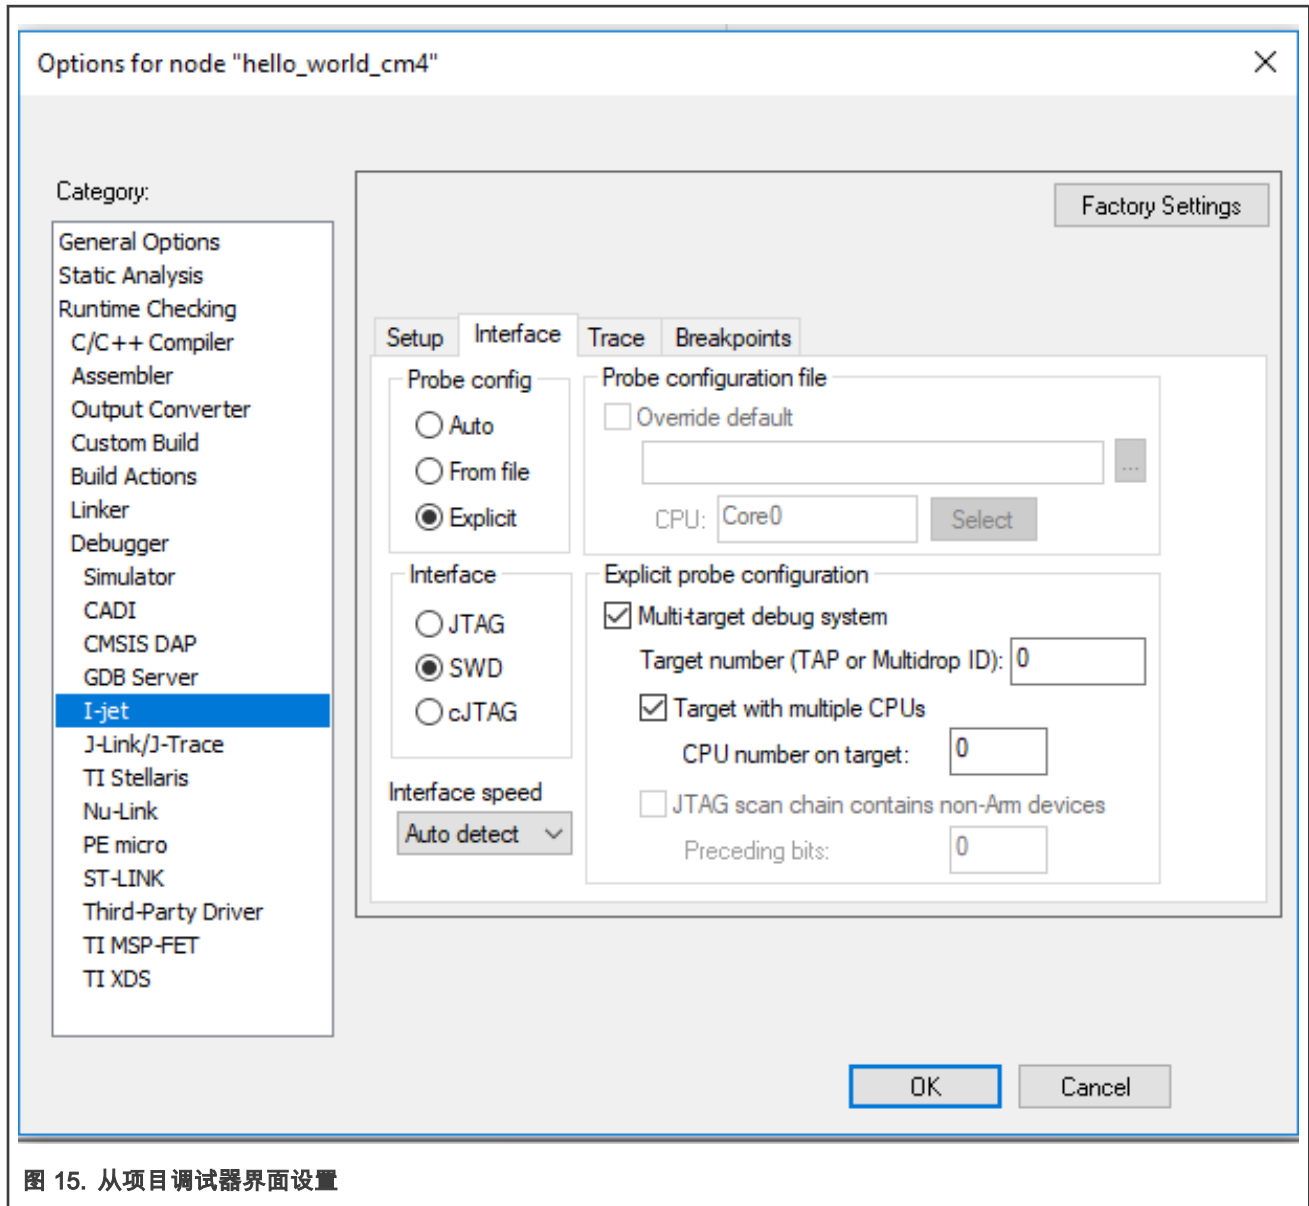 Options for node "hello_world_cm4"
Category:
General Options
Static Analysis
Runtime Checking
C/C++ Compiler
Assembler
Output Converter
Custom Build
Build Actions
Linker
Debugger
Simulator
CADI
CMSIS DAP
GDB Server
I-jet
J-Link/J-Trace
TI Stellaris
Nu-Link
PE micro
ST-LINK
Third-Party Driver
TI MSP-FET
TI XDS
Factory Settings
Setup Interface Trace Breakpoints
Probe config
Auto
From file
Explicit
Probe configuration file
Override default
...
CPU: Core0 Select
Interface
JTAG
SWD
cJTAG
Interface speed
Auto detect
Explicit probe configuration
Multi-target debug system
Target number (TAP or Multidrop ID): 0
Target with multiple CPUs
CPU number on target: 0
JTAG scan chain contains non-Arm devices
Preceding bits: 0
OK Cancel
图 15. 从项目调试器界面设置